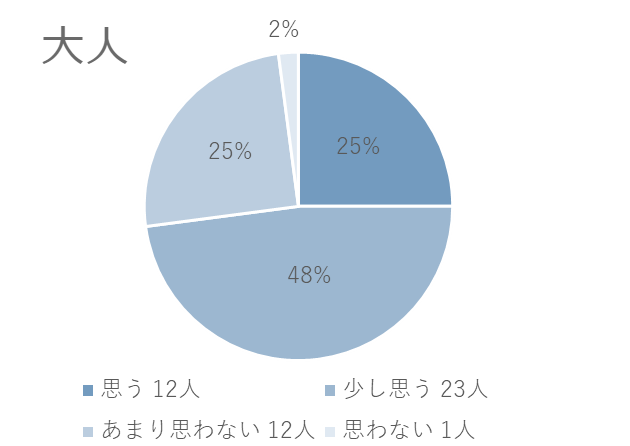 大人
2%
25%
25%
48%
思う 12人
少し思う 23人
あまり思わない 12人
思わない 1人